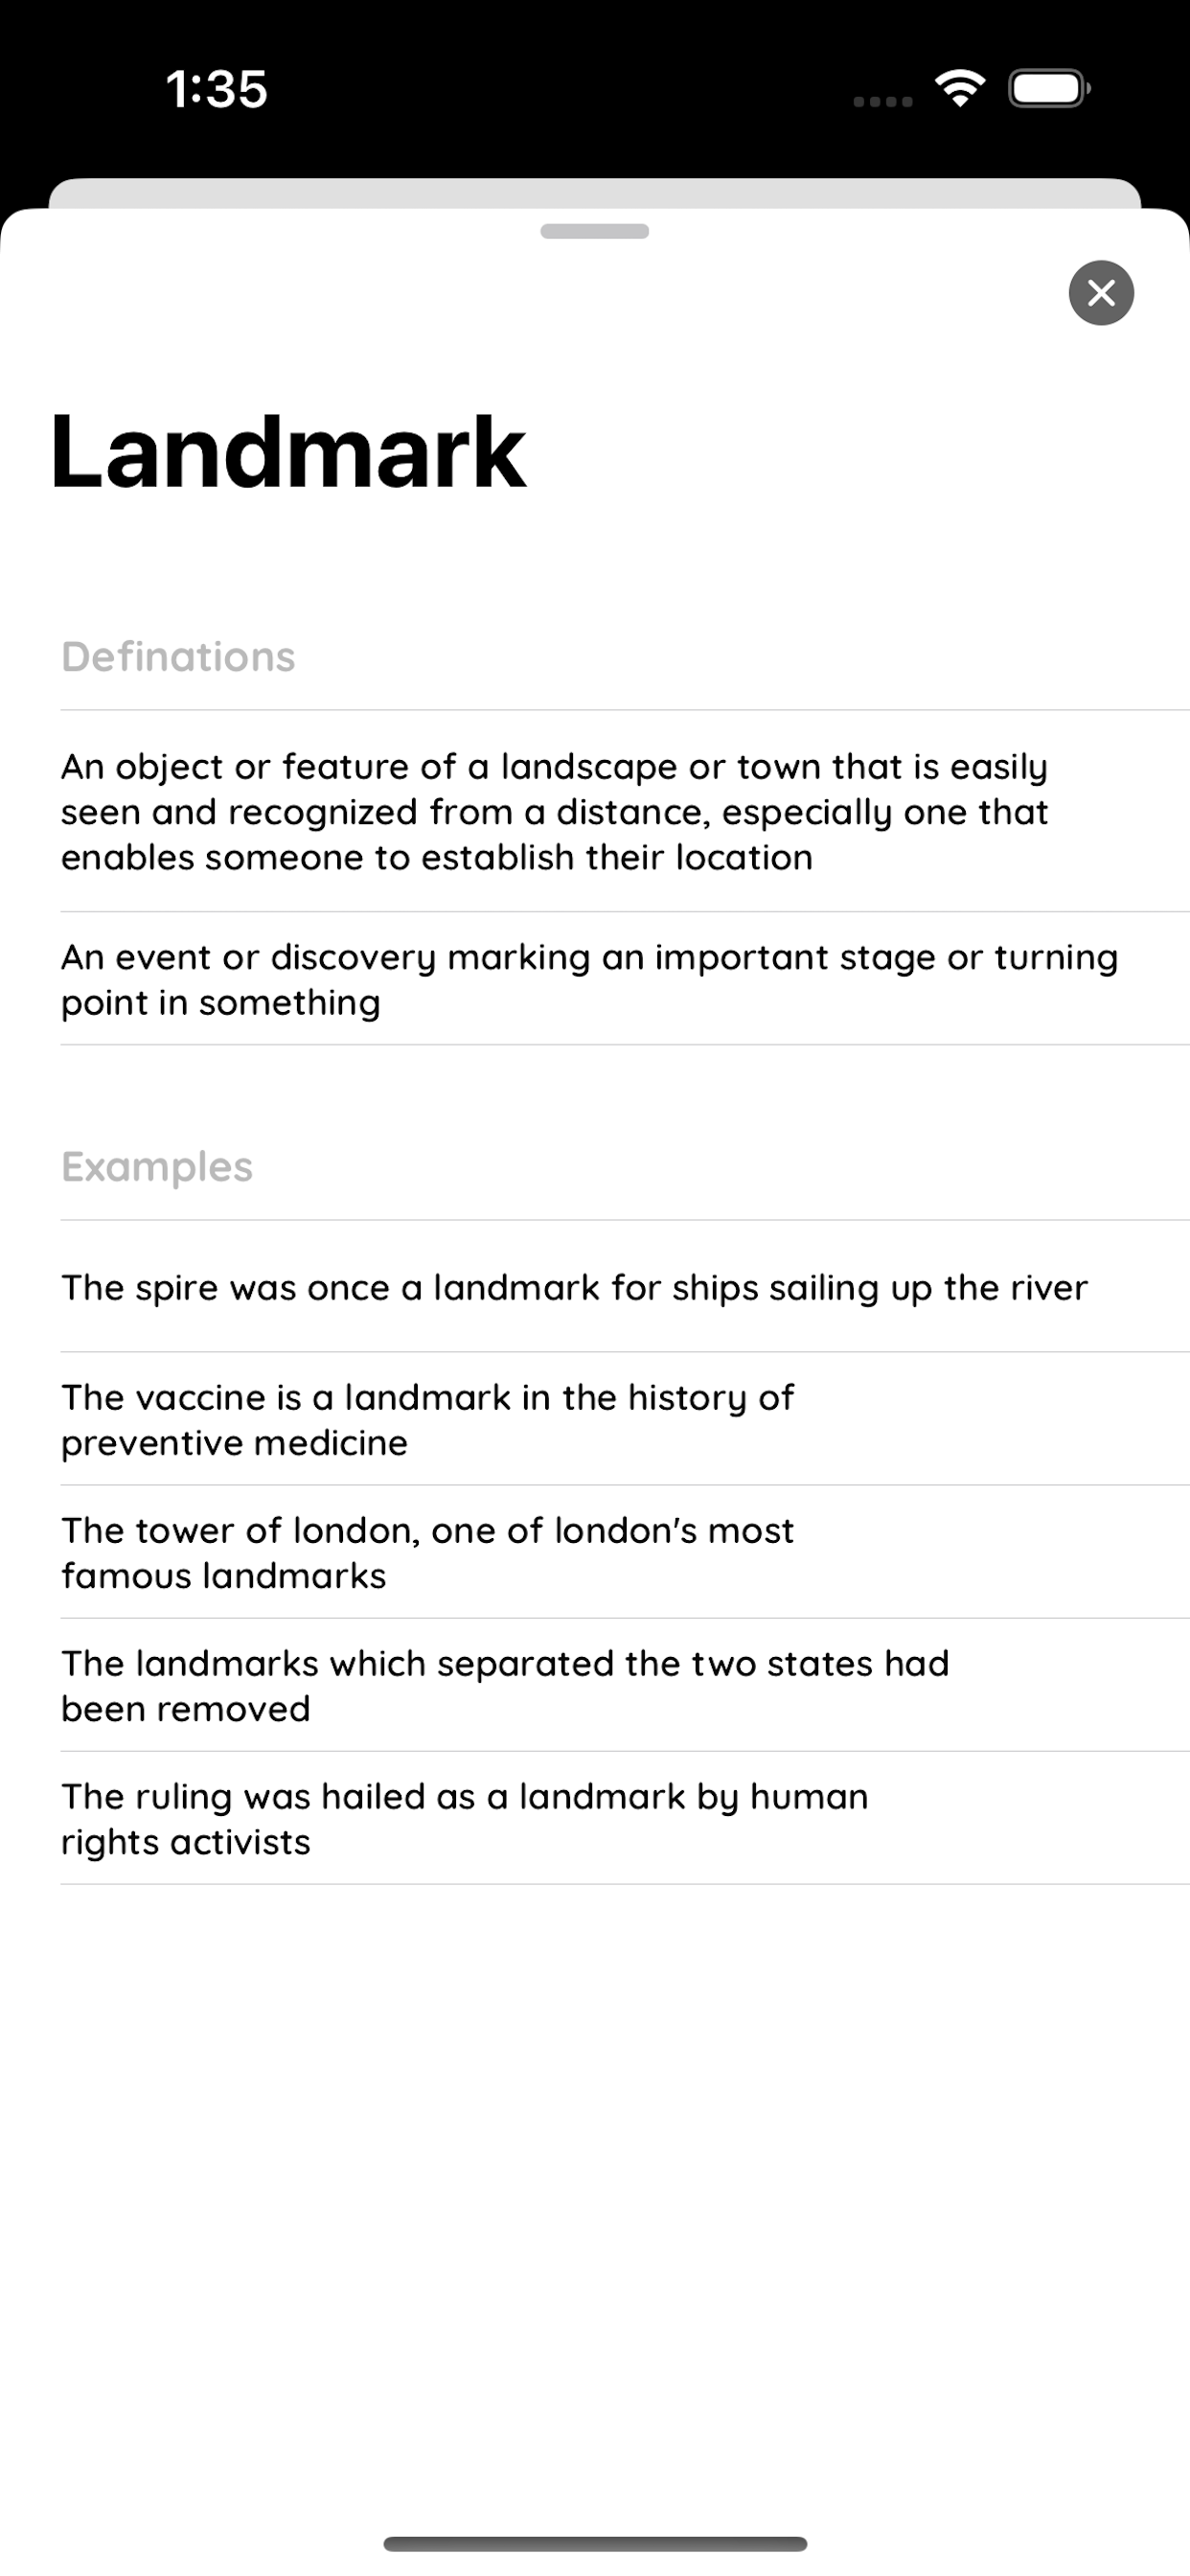 1:35
Landmark
Definations
An object or feature of a landscape or town that is easily
seen and recognized from a distance, especially one that
enables someone to establish their location
An event or discovery marking an important stage or turning
point in something
Examples
The spire was once a landmark for ships sailing up the river
The vaccine is a landmark in the history of
preventive medicine
The tower of london, one of london's most
famous landmarks
The landmarks which separated the two states had
been removed
The ruling was hailed as a landmark by human
rights activists